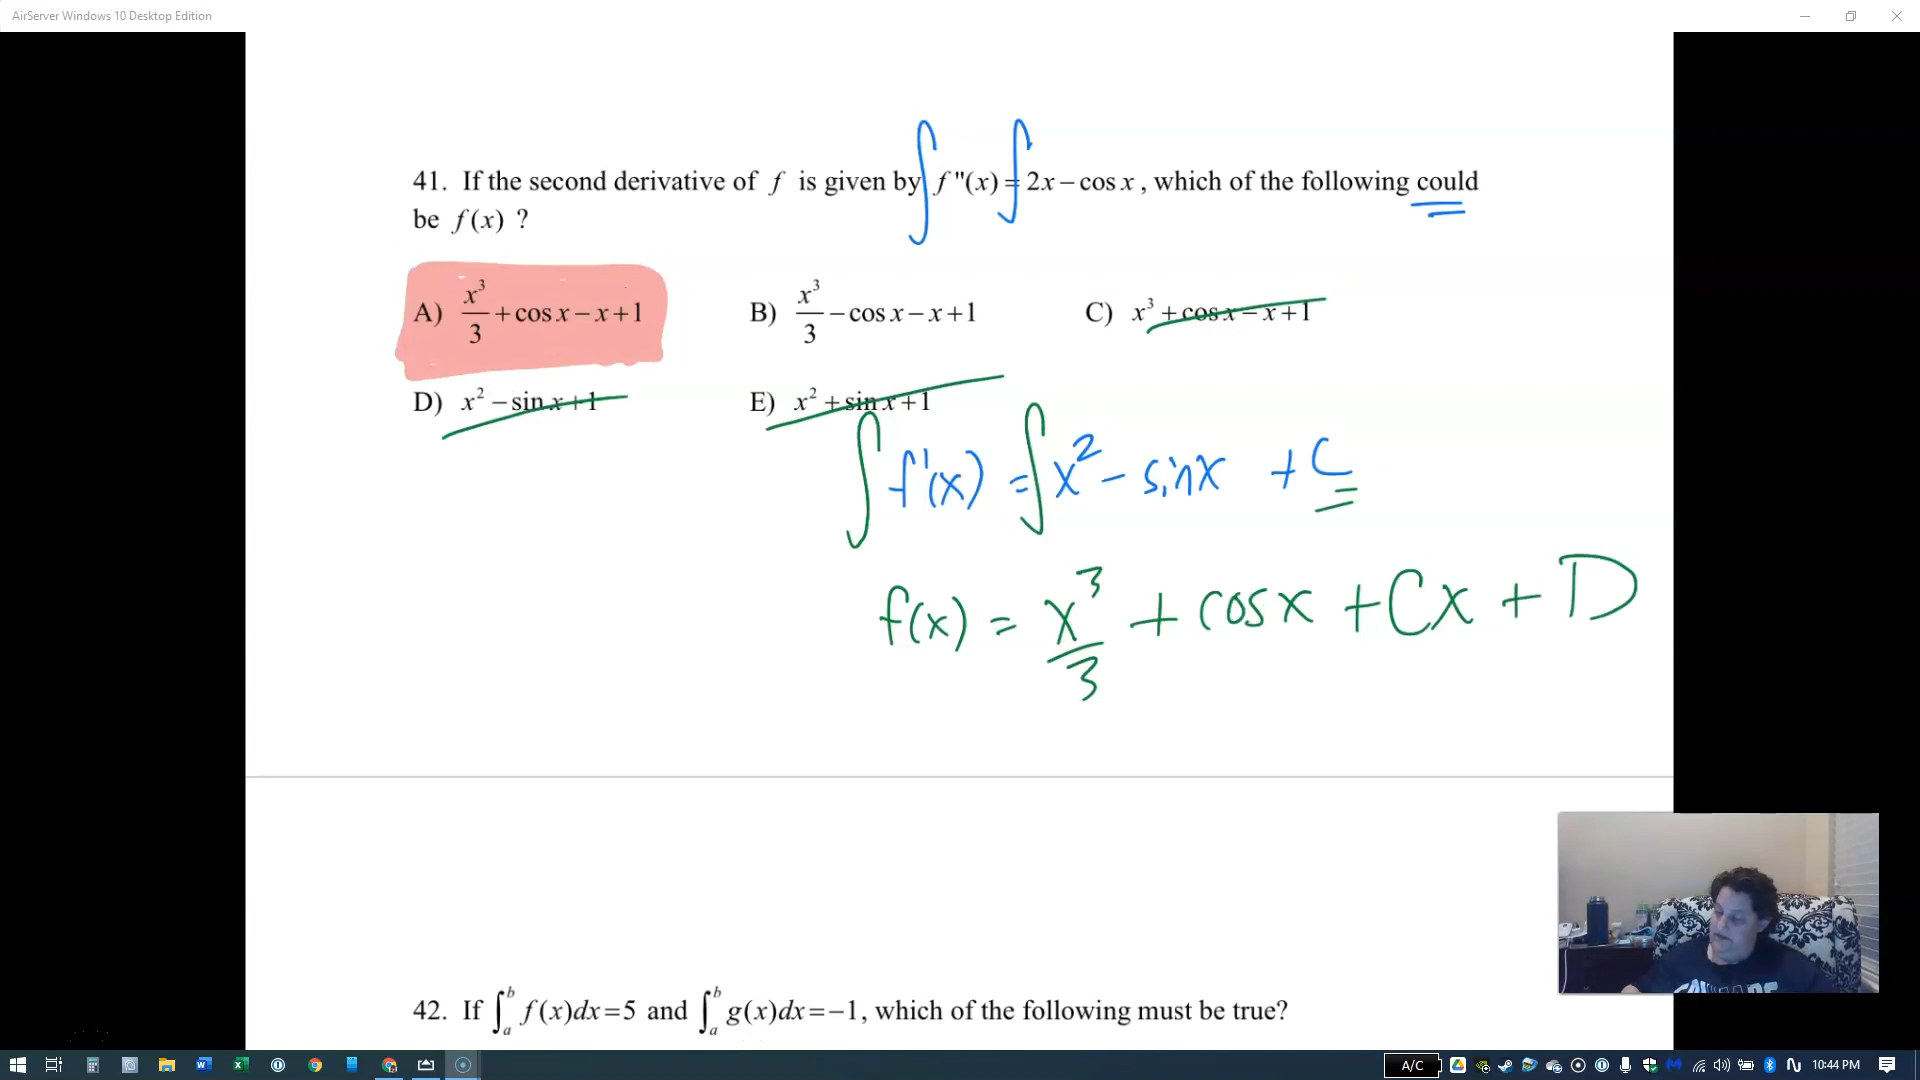 AirServer Windows 10 Desktop Edition
41. If the second derivative of f is given by ∫ f "(x) = ∫ 2x − cos x , which of the following could
be f(x) ?
A) x³/3 + cos x − x + 1
B) x³/3 − cos x − x + 1
C) x³ + cos x − x + 1
D) x² − sin x + 1
E) x² + sin x + 1
∫ f'(x) = ∫ x² − sinx + C
f(x) = x³/3 + cosx + Cx + D
42. If ∫ₐᵇ f(x)dx = 5 and ∫ₐᵇ g(x)dx = −1, which of the following must be true?
A/C
10:44 PM